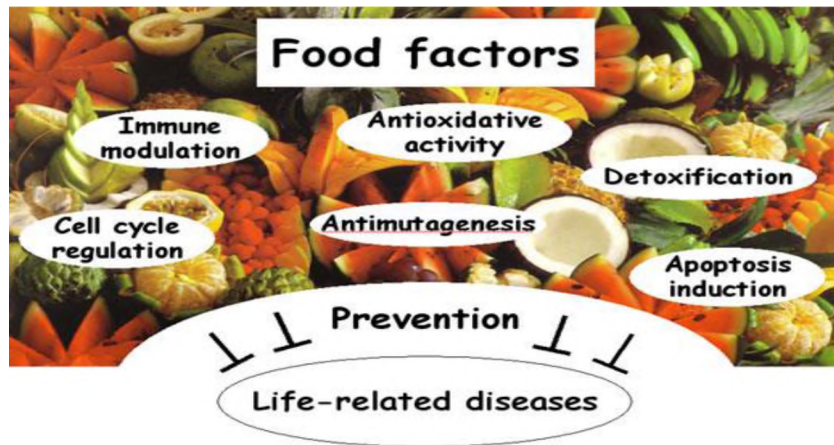 Food factors
Immune
modulation
Antioxidative
activity
Detoxification
Cell cycle
regulation
Antimutagenesis
Apoptosis
induction
Prevention
Life-related diseases